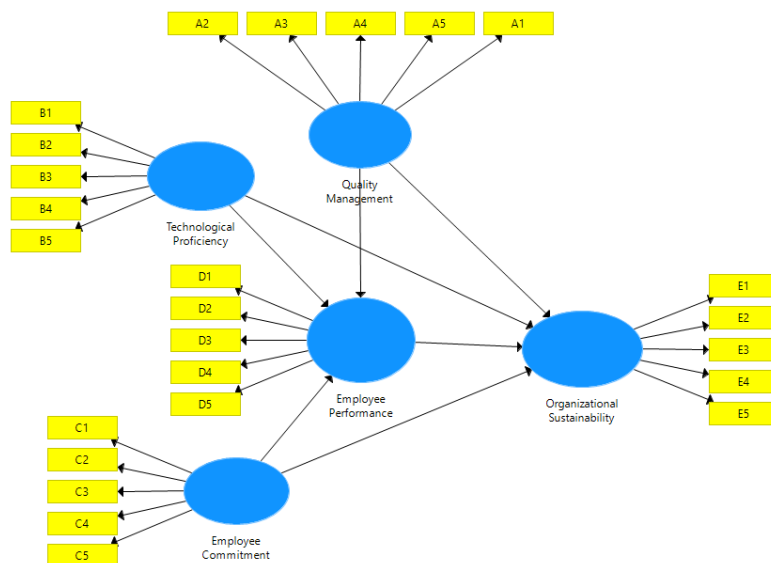 A2
A3
A4
A5
A1
B1
B2
B3
B4
B5
Quality
Management
Technological
Proficiency
D1
D2
D3
D4
D5
Employee
Performance
E1
E2
E3
E4
E5
Organizational
Sustainability
C1
C2
C3
C4
C5
Employee
Commitment